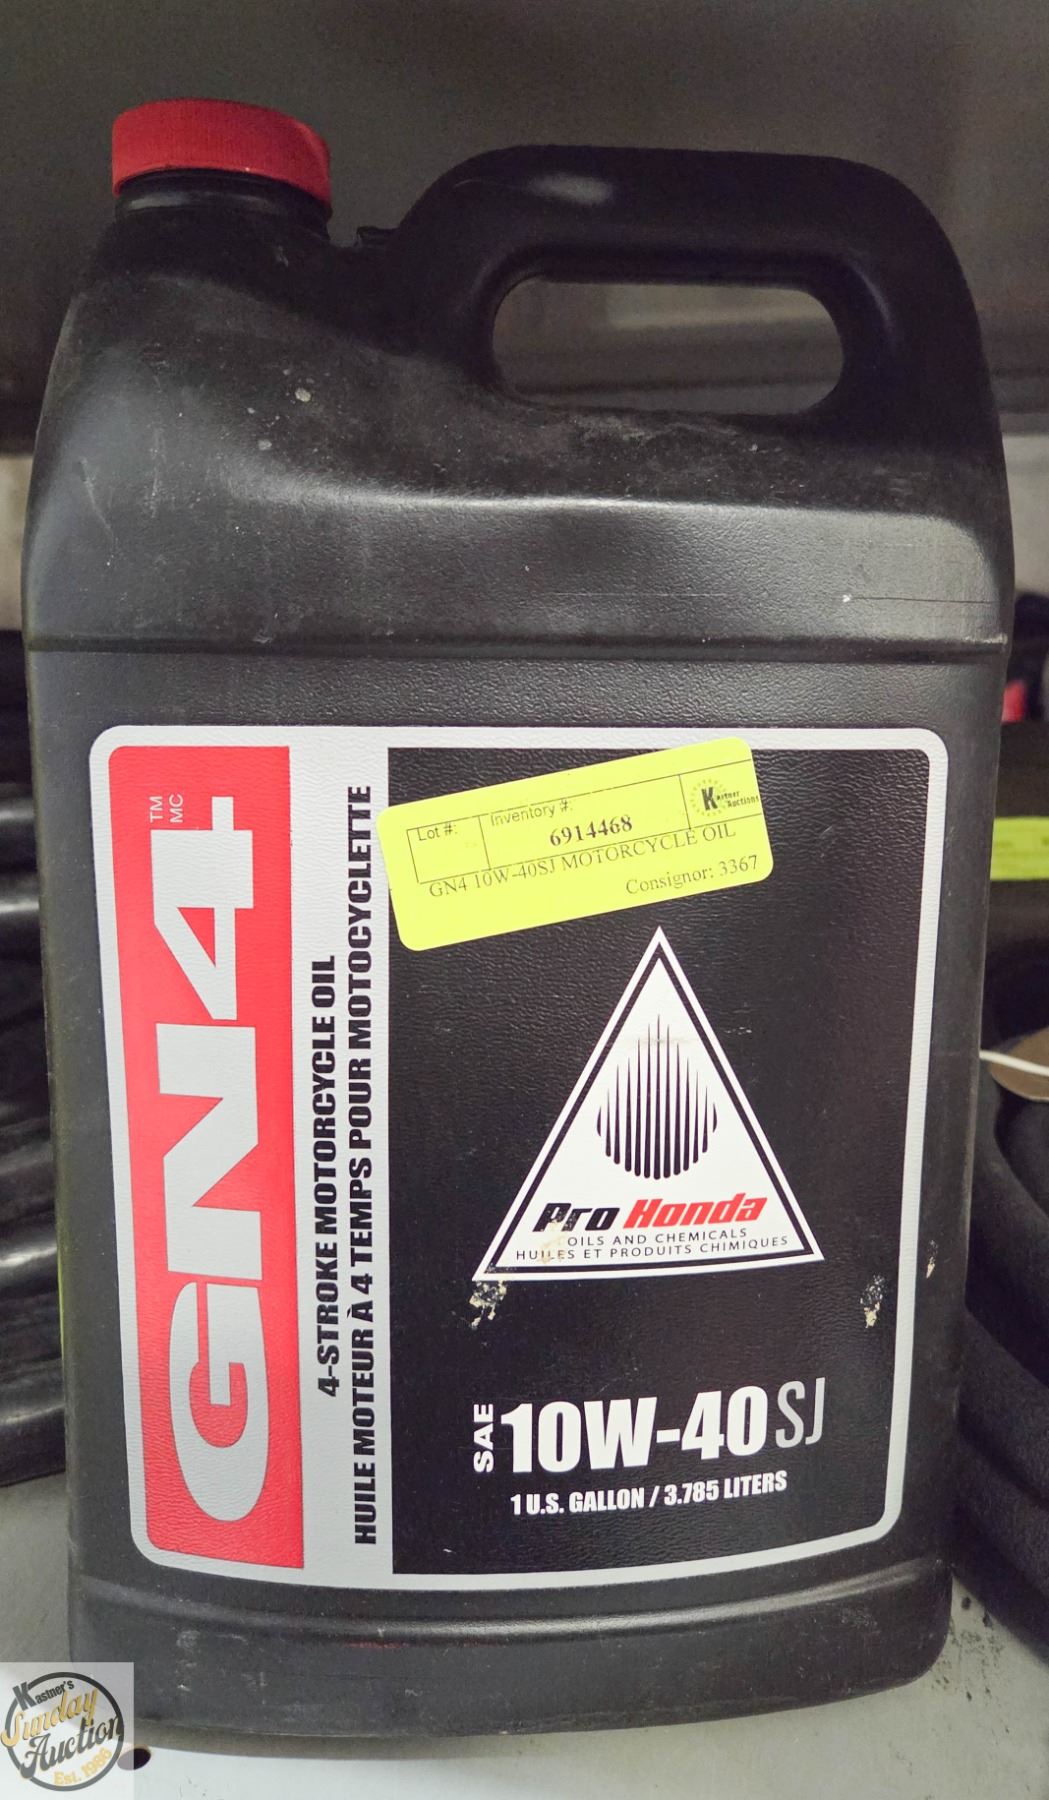 Lot #:
Inventory #:
6914468
Kastner Auctions
GN4 10W-40SJ MOTORCYCLE OIL
Consignor: 3367
GN4
TM
MC
4-STROKE MOTORCYCLE OIL
HUILE MOTEUR À 4 TEMPS POUR MOTOCYCLETTE
Pro Honda
OILS AND CHEMICALS
HUILES ET PRODUITS CHIMIQUES
SAE 10W-40 SJ
1 U.S. GALLON / 3.785 LITERS
Kastner's
Sunday
Auction
Est. 1986